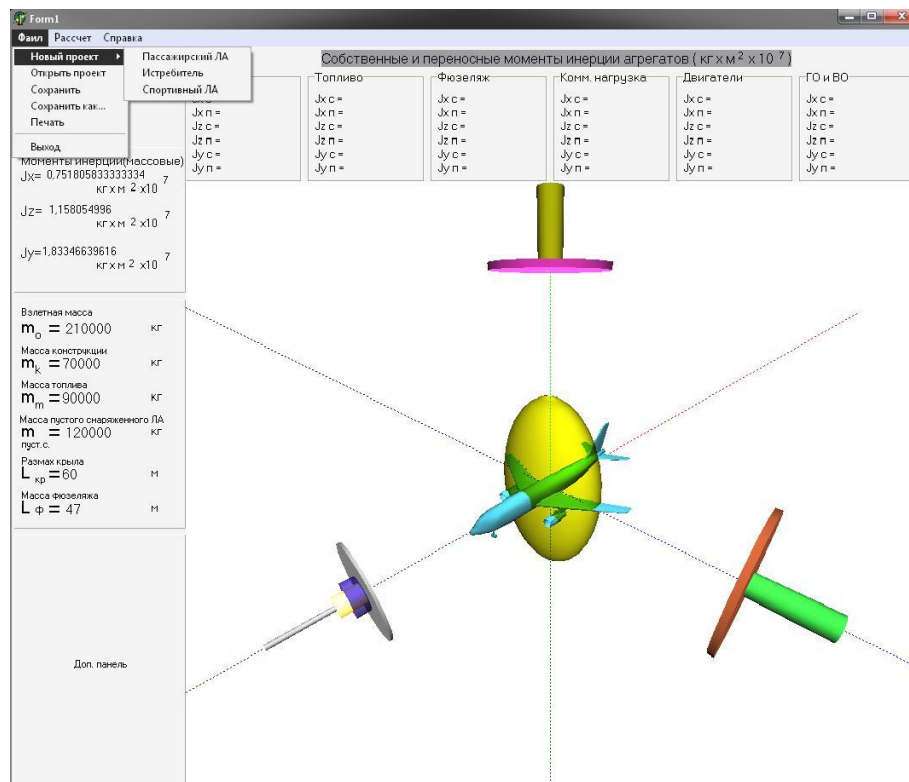 Form1
Фаил Рассчет Справка
Новый проект
Открыть проект
Сохранить
Сохранить как...
Печать
Выход
Пассажирский ЛА
Истребитель
Спортивный ЛА
Собственные и переносные моменты инерции агрегатов ( кг х м 2 х 10 7 )
Jx п =
Jz с =
Jz п =
Jy с =
Jy п =
Топливо
Jx с =
Jx п =
Jz с =
Jz п =
Jy с =
Jy п =
Фюзеляж
Jx с =
Jx п =
Jz с =
Jz п =
Jy с =
Jy п =
Комм. нагрузка
Jx с =
Jx п =
Jz с =
Jz п =
Jy с =
Jy п =
Двигатели
Jx с =
Jx п =
Jz с =
Jz п =
Jy с =
Jy п =
ГО и ВО
Jx с =
Jx п =
Jz с =
Jz п =
Jy с =
Jy п =
Моменты инерции(массовые)
Jx= 0,751805833333334
кг х м 2 х10 7
Jz= 1,158054996
кг х м 2 х10 7
Jy=1,83346639616
кг х м 2 х10 7
Взлетная масса
m о = 210000 кг
Масса конструкции
m k =70000 кг
Масса топлива
m m = 90000 кг
Масса пустого снаряженного ЛА
m = 120000 кг
пуст.с.
Размах крыла
L кр =60 м
Масса фюзеляжа
L ф = 47 м
Доп. панель